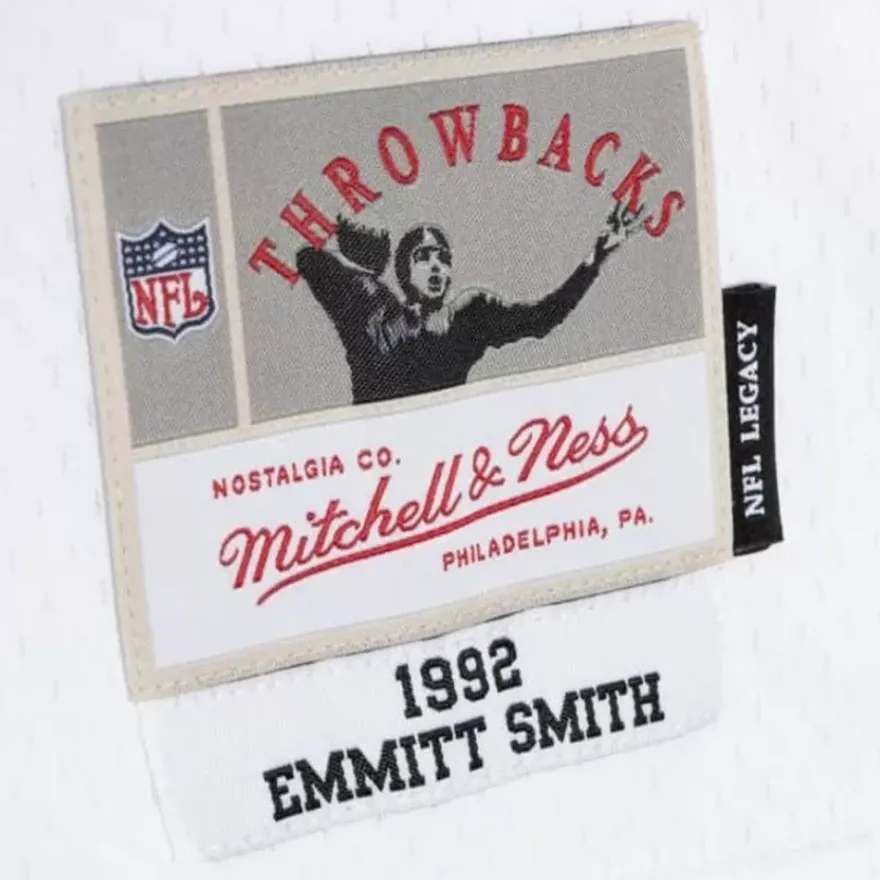 THROWBACKS
NFL
NOSTALGIA CO.
Mitchell & Ness
PHILADELPHIA, PA.
NFL LEGACY
1992
EMMITT SMITH